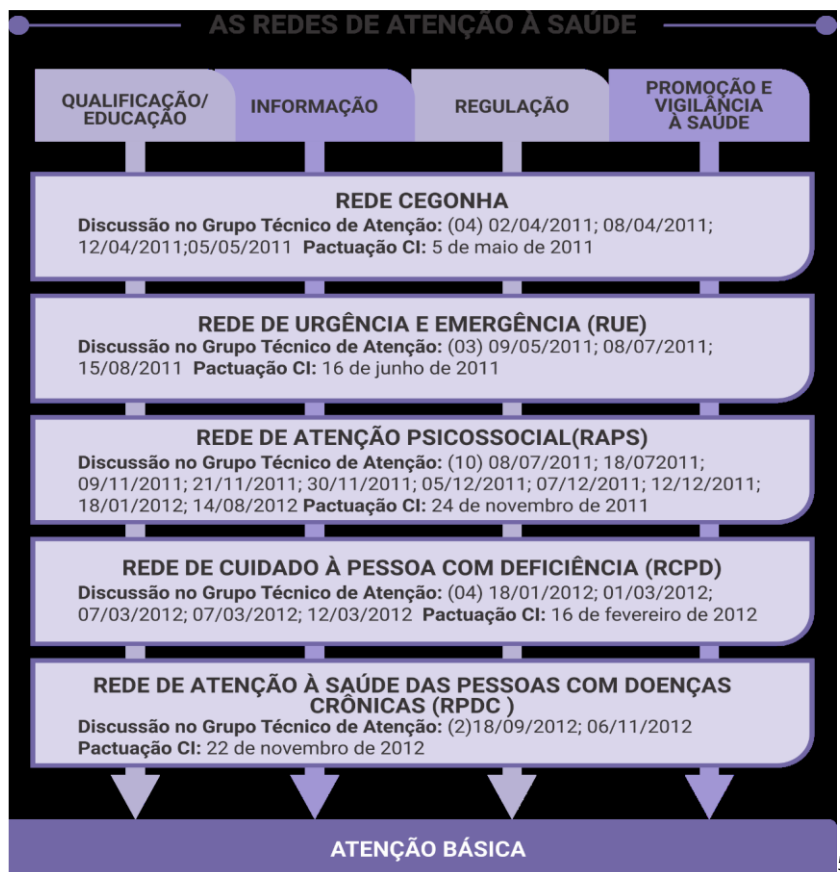 AS REDES DE ATENÇÃO À SAÚDE
QUALIFICAÇÃO/
EDUCAÇÃO
INFORMAÇÃO
REGULAÇÃO
PROMOÇÃO E
VIGILÂNCIA
À SAÚDE
REDE CEGONHA
Discussão no Grupo Técnico de Atenção: (04) 02/04/2011; 08/04/2011;
12/04/2011;05/05/2011 Pactuação CI: 5 de maio de 2011
REDE DE URGÊNCIA E EMERGÊNCIA (RUE)
Discussão no Grupo Técnico de Atenção: (03) 09/05/2011; 08/07/2011;
15/08/2011 Pactuação CI: 16 de junho de 2011
REDE DE ATENÇÃO PSICOSSOCIAL(RAPS)
Discussão no Grupo Técnico de Atenção: (10) 08/07/2011; 18/072011;
09/11/2011; 21/11/2011; 30/11/2011; 05/12/2011; 07/12/2011; 12/12/2011;
18/01/2012; 14/08/2012 Pactuação CI: 24 de novembro de 2011
REDE DE CUIDADO À PESSOA COM DEFICIÊNCIA (RCPD)
Discussão no Grupo Técnico de Atenção: (04) 18/01/2012; 01/03/2012;
07/03/2012; 07/03/2012; 12/03/2012 Pactuação CI: 16 de fevereiro de 2012
REDE DE ATENÇÃO À SAÚDE DAS PESSOAS COM DOENÇAS
CRÔNICAS (RPDC )
Discussão no Grupo Técnico de Atenção: (2)18/09/2012; 06/11/2012
Pactuação CI: 22 de novembro de 2012
ATENÇÃO BÁSICA